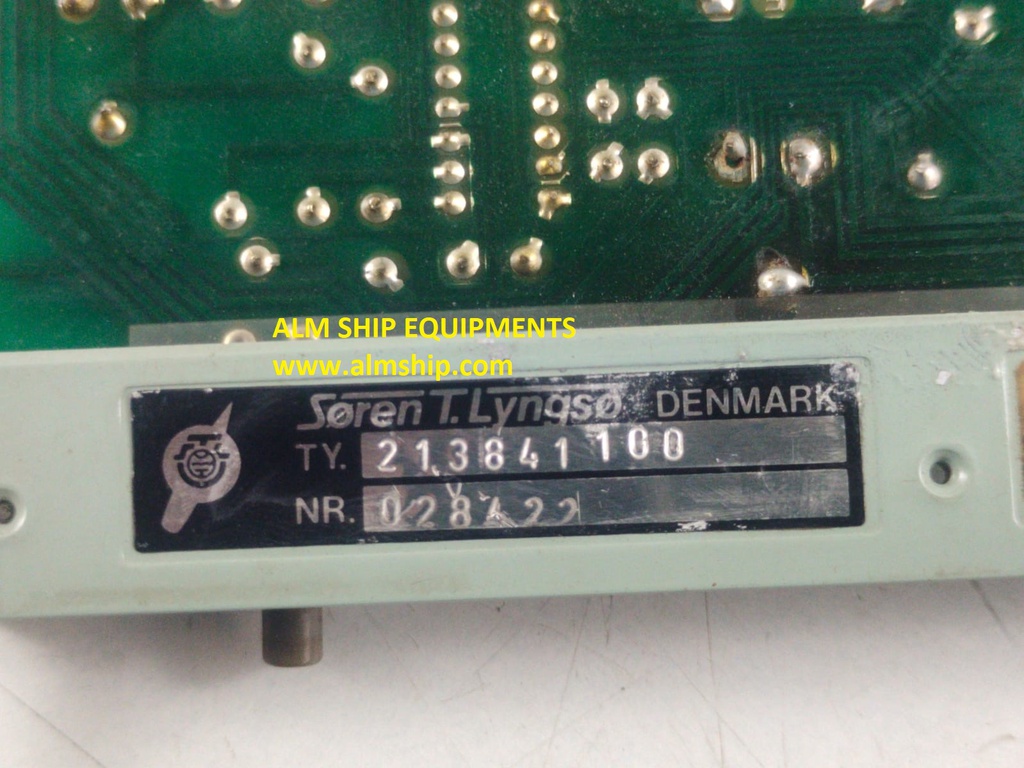 ALM SHIP EQUIPMENTS
www.almship.com
Søren T. Lyngsø DENMARK
TY. 213841100
NR. 028422